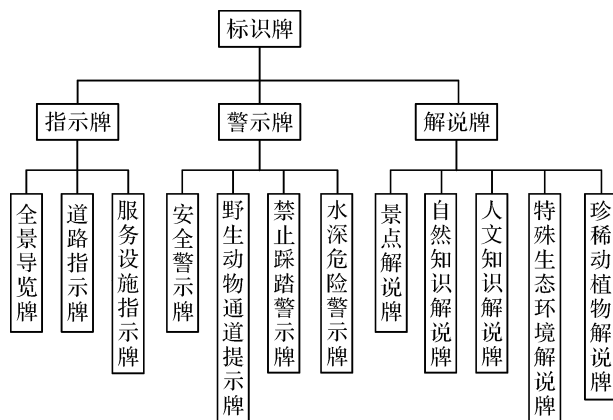 标识牌
指示牌
警示牌
解说牌
全景导览牌
道路指示牌
服务设施指示牌
安全警示牌
野生动物通道提示牌
禁止踩踏警示牌
水深危险警示牌
景点解说牌
自然知识解说牌
人文知识解说牌
特殊生态环境解说牌
珍稀动植物解说牌